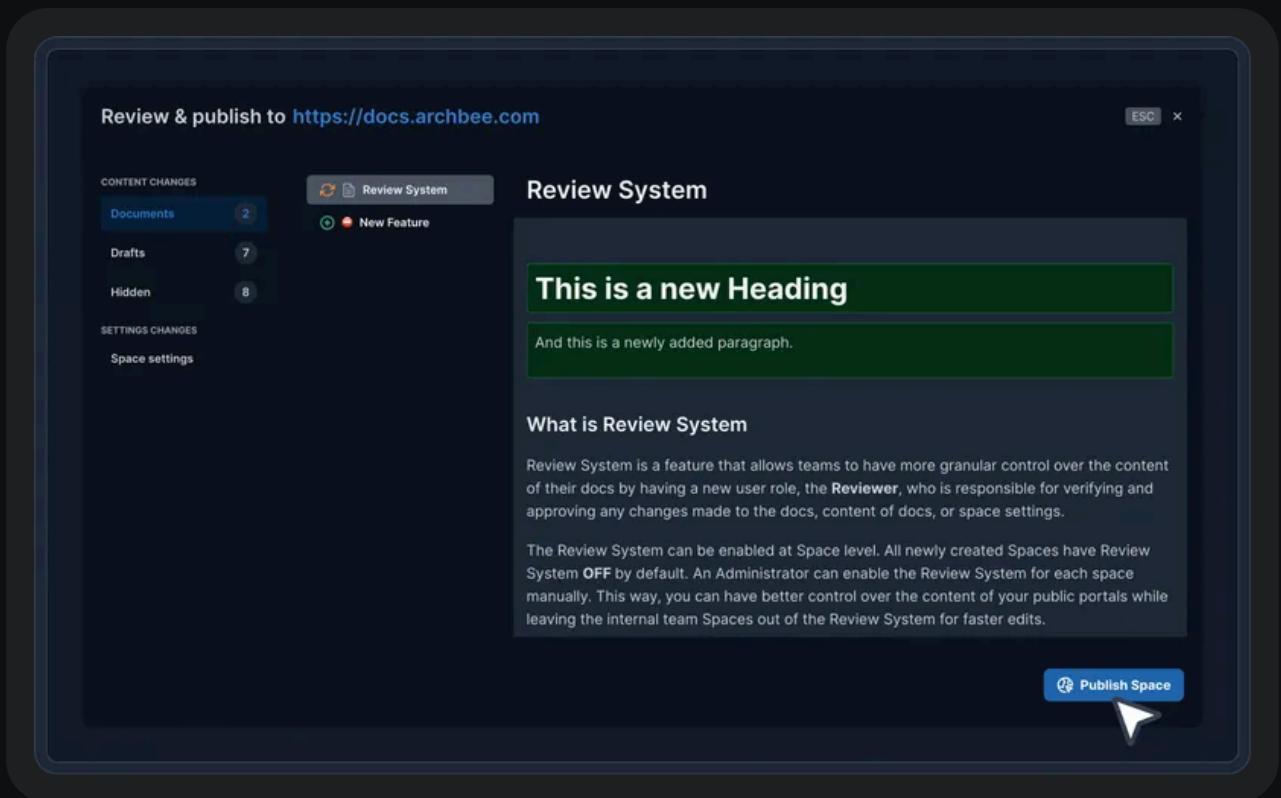 Review & publish to https://docs.archbee.com
ESC ×
CONTENT CHANGES
Documents 2
Drafts 7
Hidden 8
SETTINGS CHANGES
Space settings
Review System
New Feature
Review System
This is a new Heading
And this is a newly added paragraph.
What is Review System
Review System is a feature that allows teams to have more granular control over the content
of their docs by having a new user role, the Reviewer, who is responsible for verifying and
approving any changes made to the docs, content of docs, or space settings.
The Review System can be enabled at Space level. All newly created Spaces have Review
System OFF by default. An Administrator can enable the Review System for each space
manually. This way, you can have better control over the content of your public portals while
leaving the internal team Spaces out of the Review System for faster edits.
Publish Space